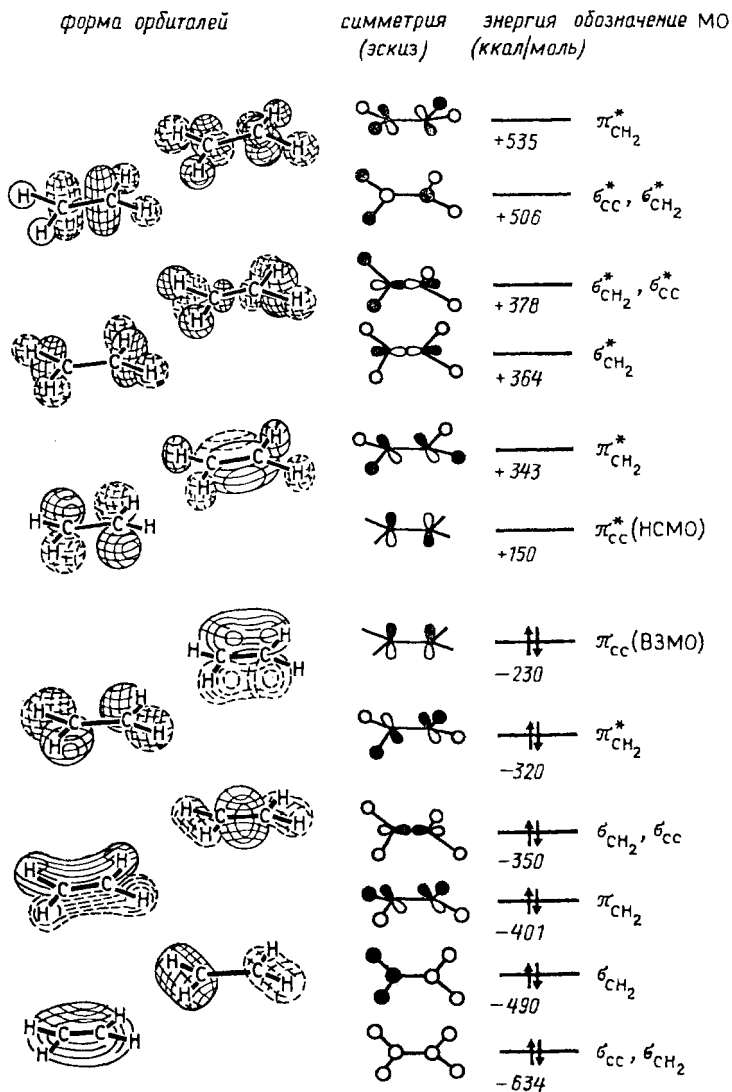 форма орбиталей симметрия энергия обозначение МО
(эскиз) (ккал/моль)
H H C C H H +535 π*CH₂
H H C C H H +506 σ*CC, σ*CH₂
H H C C H H +378 σ*CH₂, σ*CC
H H C C H H +364 σ*CH₂
H H C C H H +343 π*CH₂
H H C C H H +150 π*CC (НСМО)
H H C C H H -230 πCC (ВЗМО)
H H C C H H -320 π*CH₂
H H C C H H -350 σCH₂, σCC
H H C C H H -401 πCH₂
H H C C H H -490 σCH₂
H H C C H H -634 σCC, σCH₂